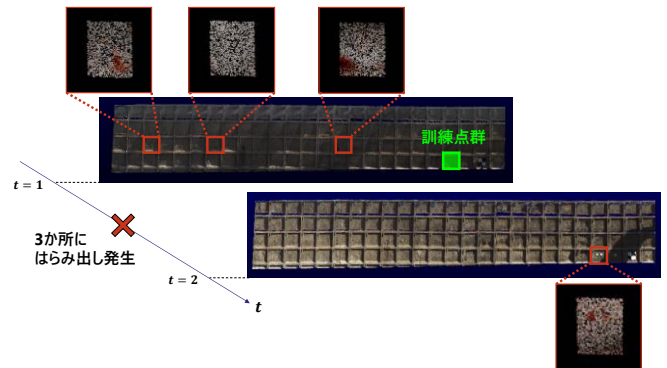 訓練点群
t = 1
3か所に
はらみ出し発生
t = 2
t